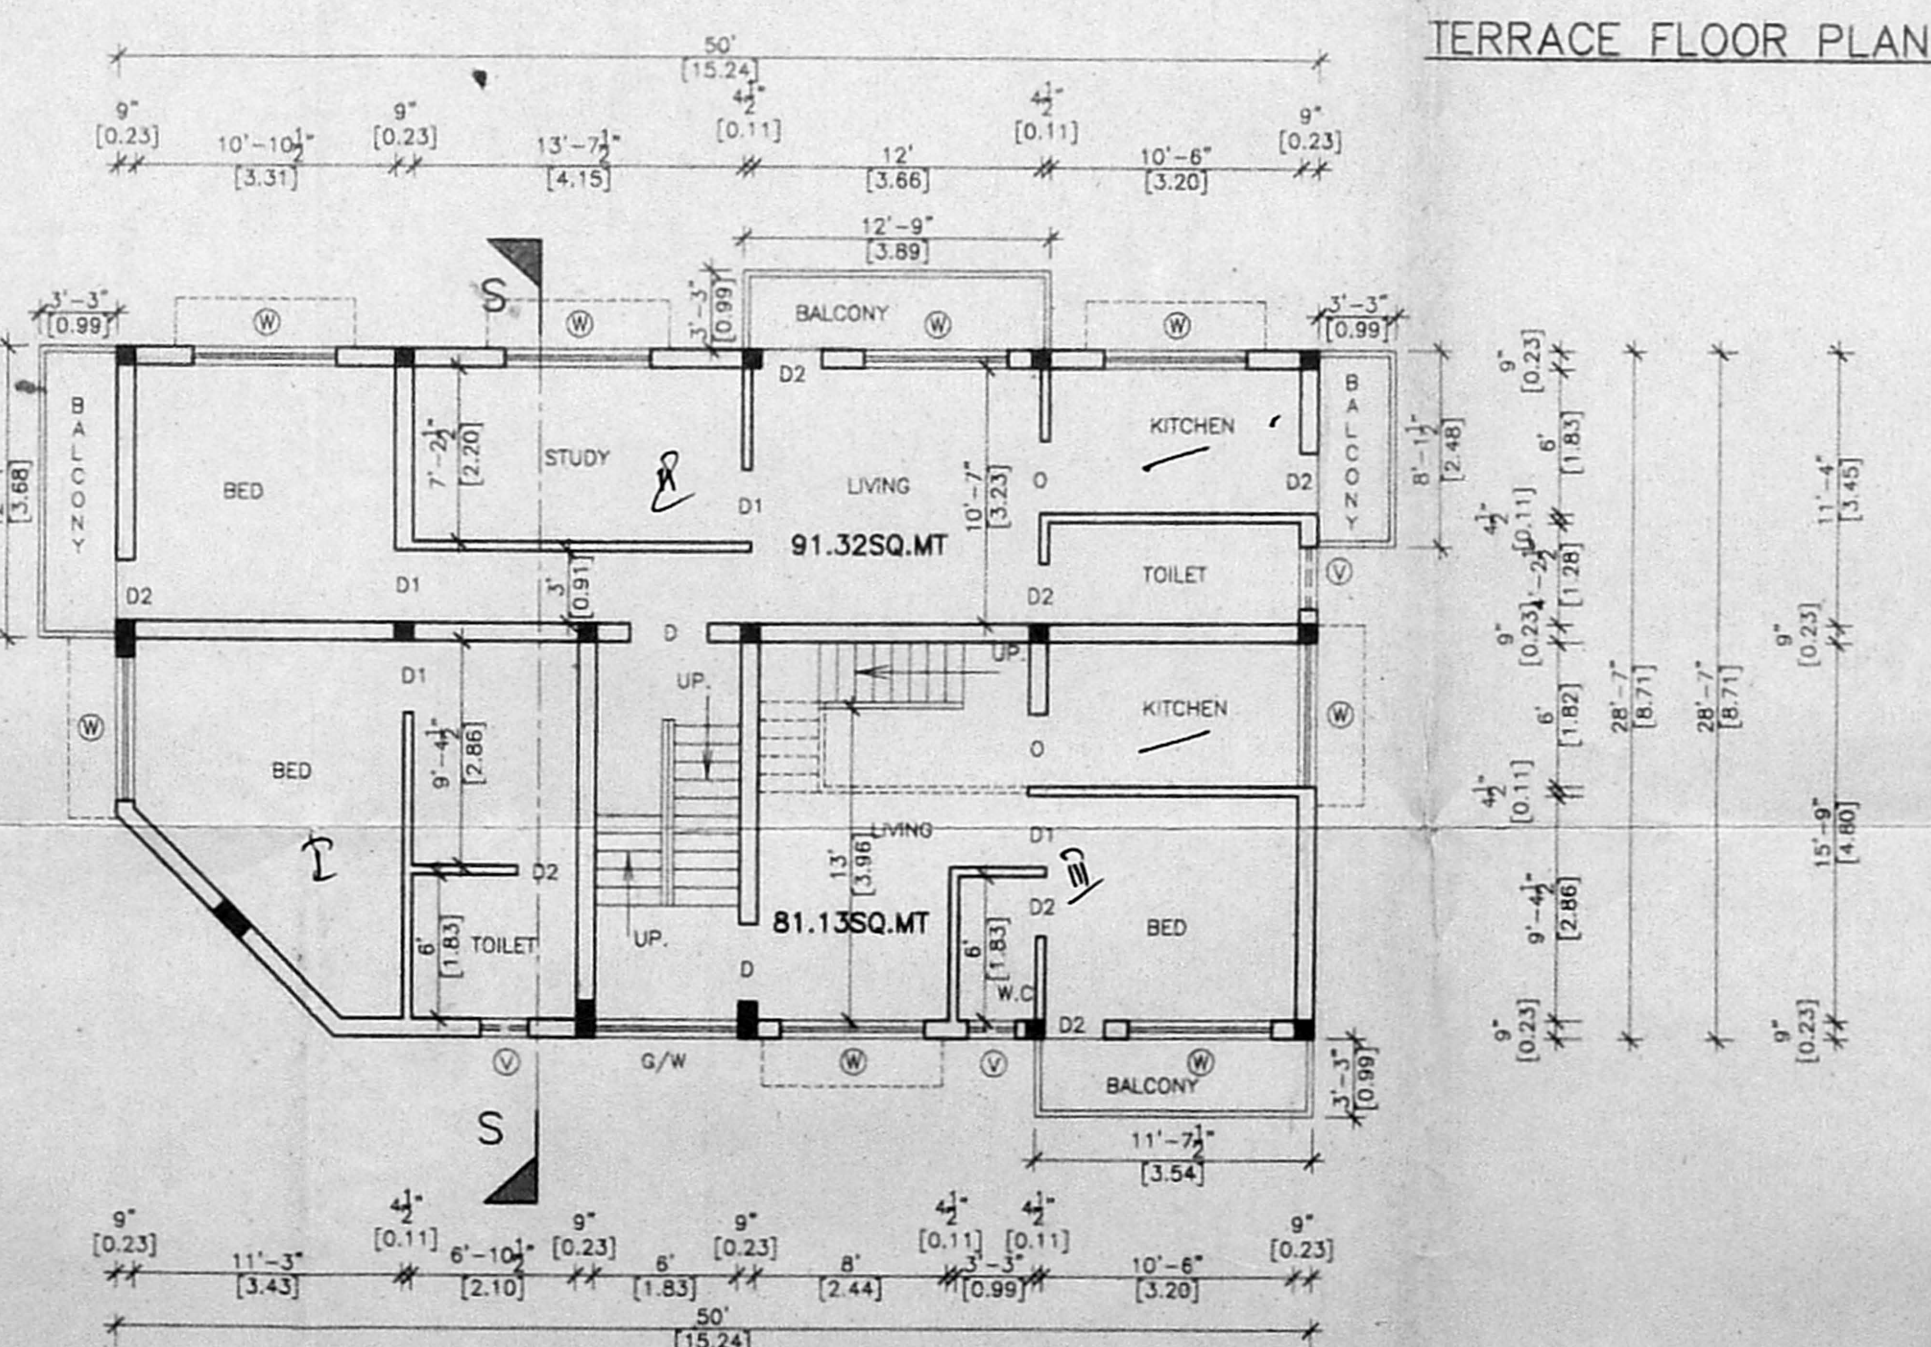 TERRACE FLOOR PLAN
50'
[15.24]
9" 9" 4½" 4½" 9"
[0.23] [0.23] [0.11] [0.11] [0.23]
10'-10½" 13'-7½" 12' 10'-6"
[3.31] [4.15] [3.66] [3.20]
12'-9"
[3.89]
S
3'-3"
[0.99]
3'-3"
[0.99]
3'-3"
[0.99]
W W BALCONY W W
D2
BALCONY
[3.68]
BED
7'-2½"
[2.20]
STUDY
II
D1
LIVING
10'-7"
[3.23]
91.32SQ.MT
KITCHEN
O
D2
BALCONY
8'-1½"
[2.48]
TOILET
V
D2
D1
3'
[0.91]
D2
D
D1
UP.
UP.
W
BED
9'-4½"
[2.86]
KITCHEN
O
W
I
D2
LIVING
13'
[3.96]
D1
III
81.13SQ.MT
D2
BED
6'
[1.83]
TOILET
UP.
D
6'
[1.83]
W.C
D2
V G/W W V W
BALCONY
3'-3"
[0.99]
S
11'-7½"
[3.54]
9" 4½" 9" 9" 4½" 4½" 9"
[0.23] [0.11] [0.23] [0.23] [0.11] [0.11] [0.23]
11'-3" 6'-10½" 6' 8' 3'-3" 10'-6"
[3.43] [2.10] [1.83] [2.44] [0.99] [3.20]
50'
[15.24]
9"
[0.23]
6'
[1.83]
4½"
[0.11]
[1.28]
9"
[0.23]
6'
[1.82]
4½"
[0.11]
9'-4½"
[2.86]
9"
[0.23]
28'-7"
[8.71]
28'-7"
[8.71]
11'-4"
[3.45]
9"
[0.23]
15'-9"
[4.80]
9"
[0.23]